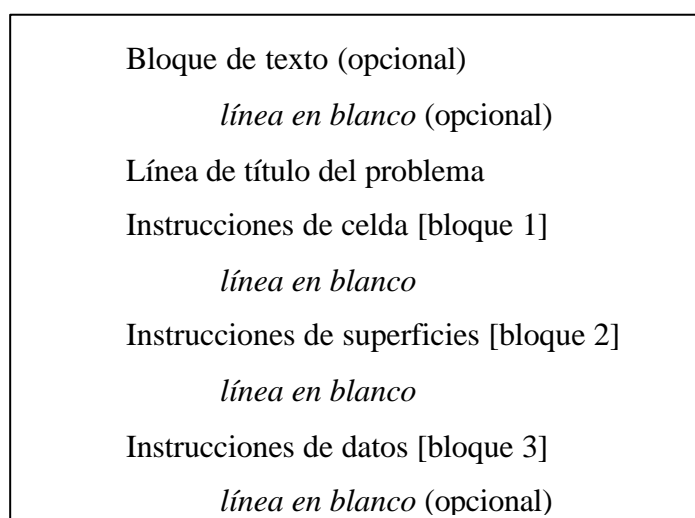 Bloque de texto (opcional)
línea en blanco (opcional)
Línea de título del problema
Instrucciones de celda [bloque 1]
línea en blanco
Instrucciones de superficies [bloque 2]
línea en blanco
Instrucciones de datos [bloque 3]
línea en blanco (opcional)